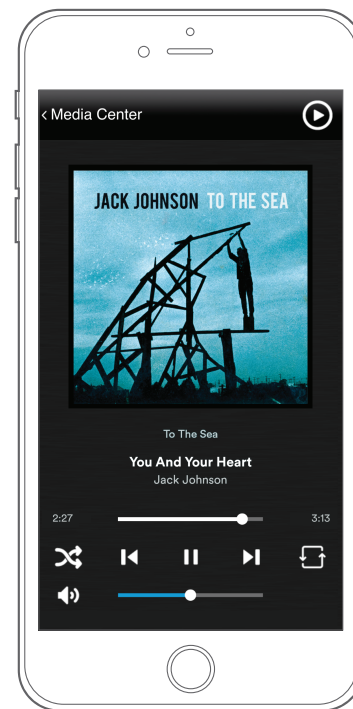 ‹ Media Center
JACK JOHNSON TO THE SEA
To The Sea
You And Your Heart
Jack Johnson
2:27 3:13